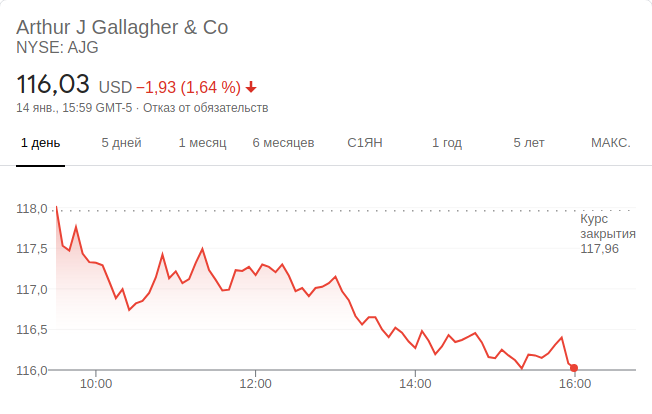 Arthur J Gallagher & Co
NYSE: AJG
116,03 USD −1,93 (1,64 %)
14 янв., 15:59 GMT-5 · Отказ от обязательств
1 день 5 дней 1 месяц 6 месяцев С1ЯН 1 год 5 лет МАКС.
118,0
Курс
закрытия
117,96
117,5
117,0
116,5
116,0
10:00 12:00 14:00 16:00